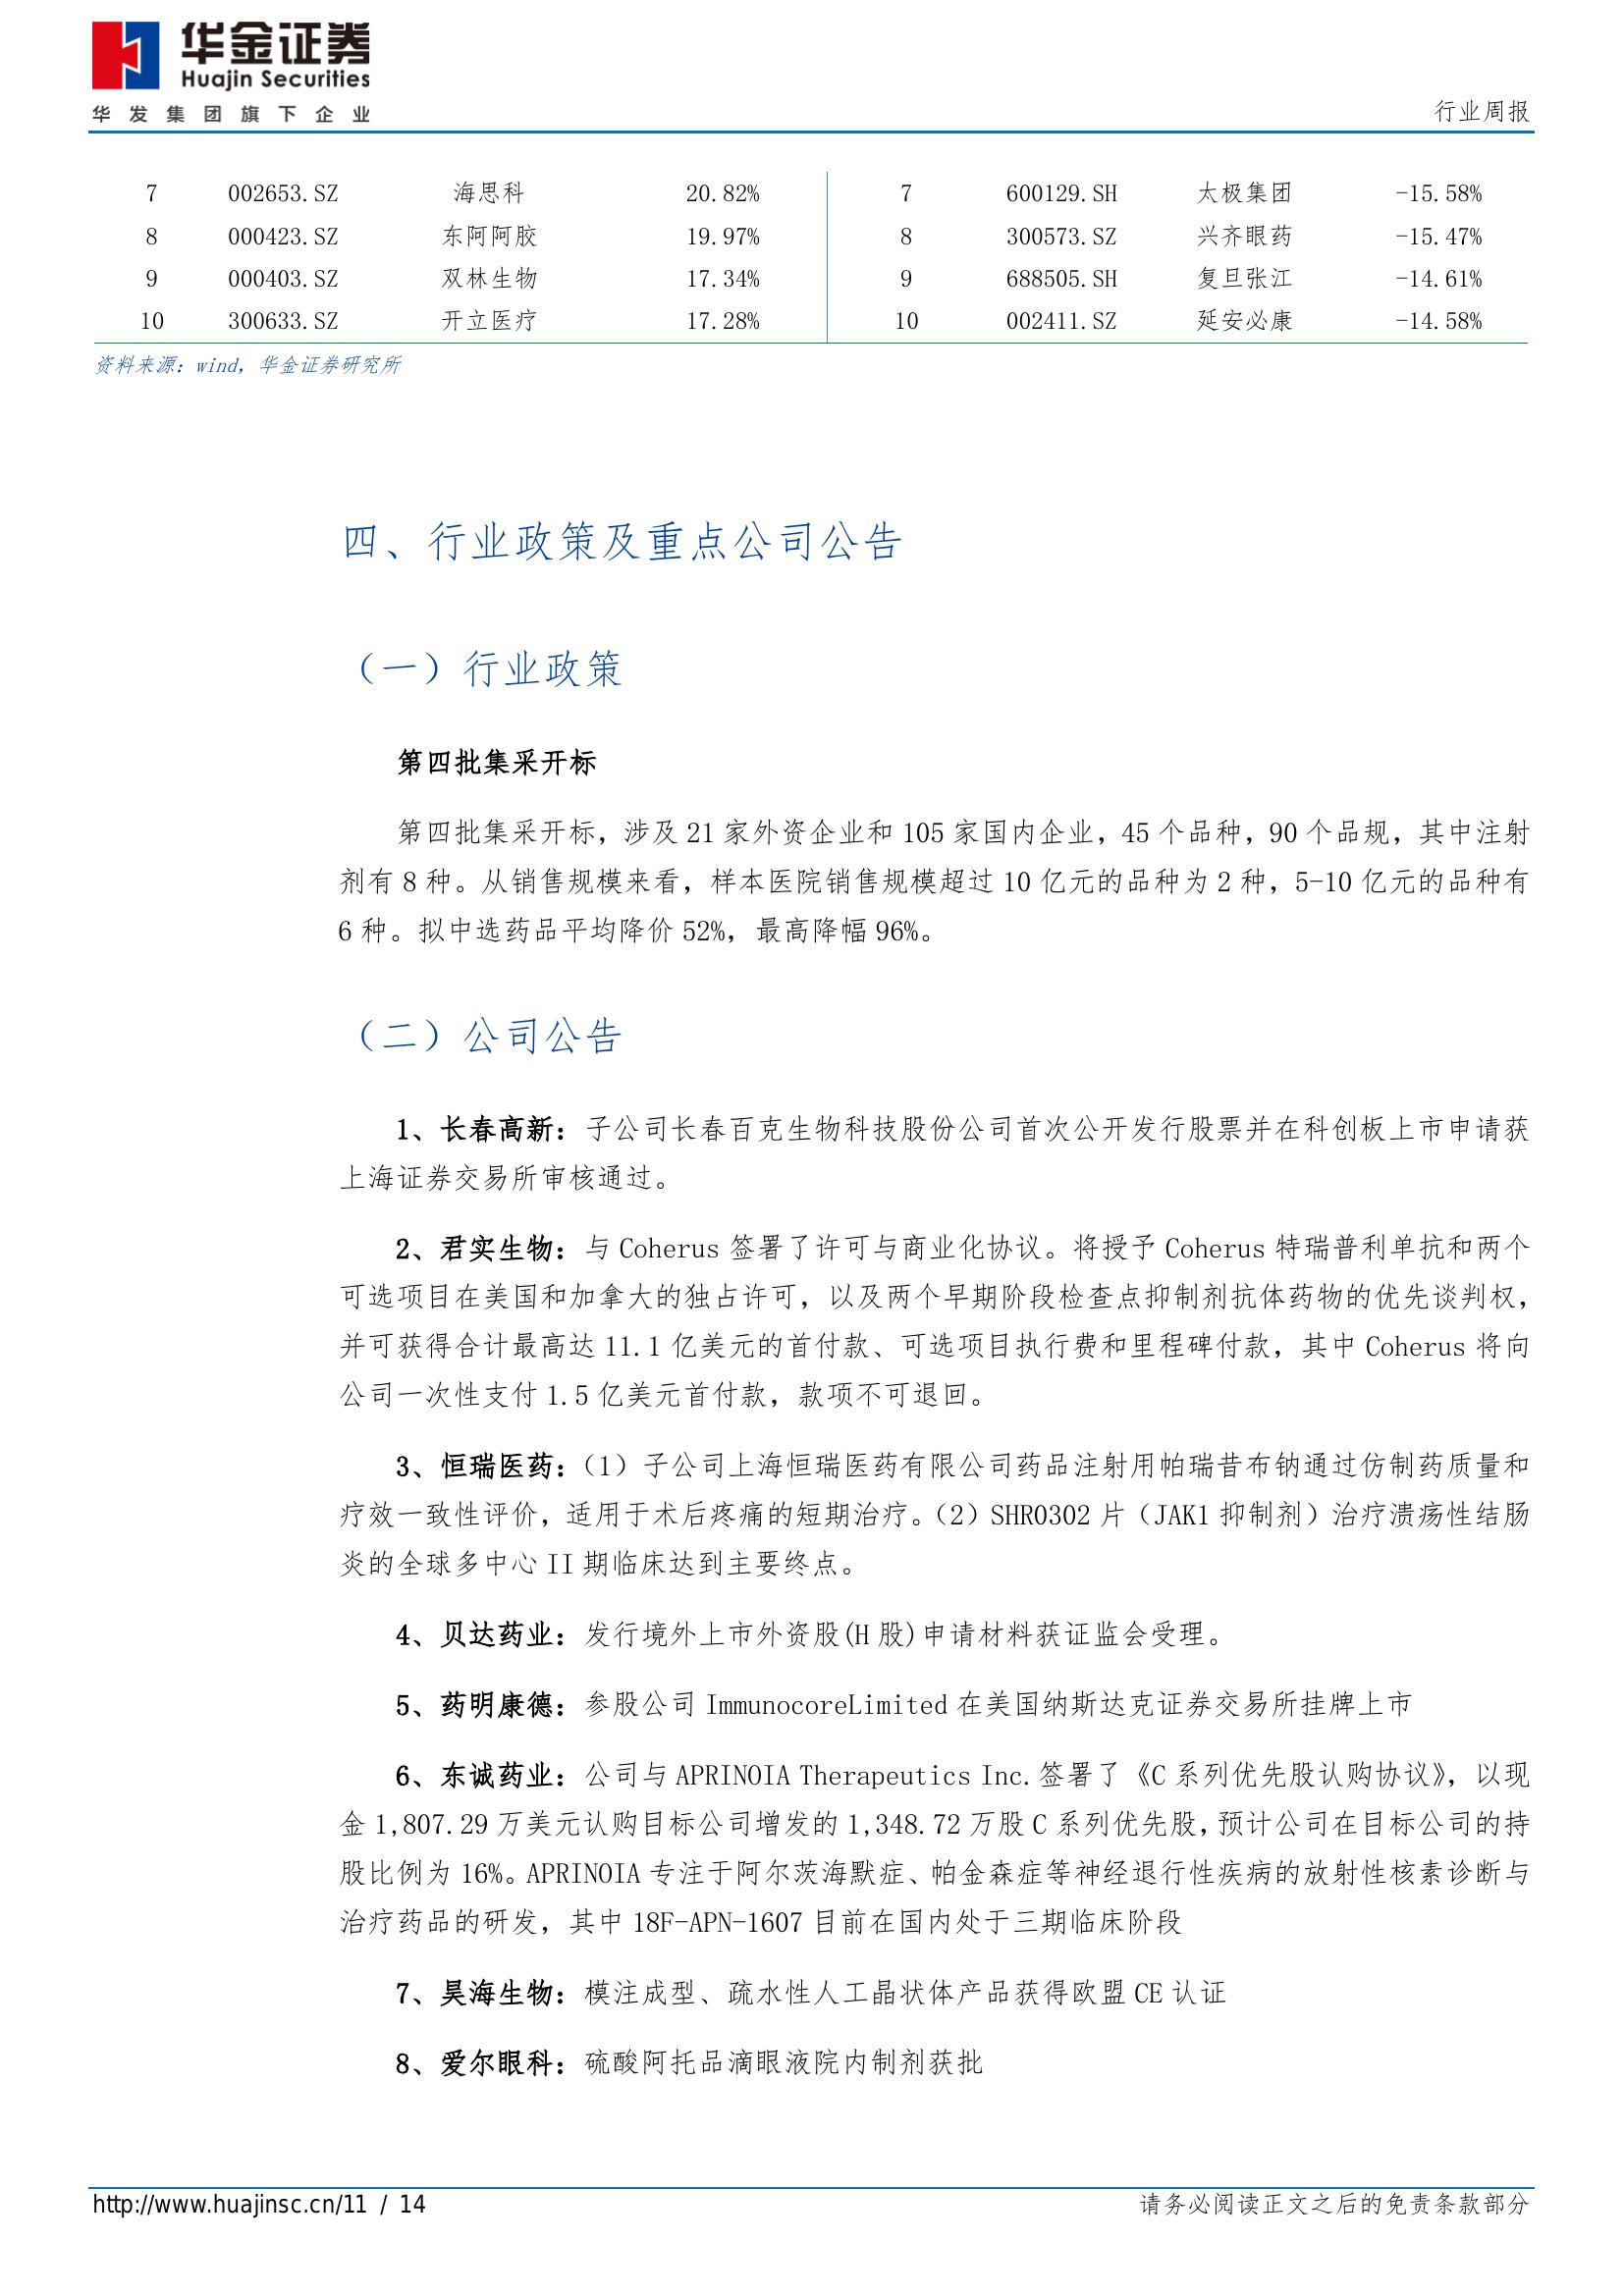 华金证券
Huajin Securities
华发集团旗下企业
行业周报
7 002653.SZ 海思科 20.82% 7 600129.SH 太极集团 -15.58%
8 000423.SZ 东阿阿胶 19.97% 8 300573.SZ 兴齐眼药 -15.47%
9 000403.SZ 双林生物 17.34% 9 688505.SH 复旦张江 -14.61%
10 300633.SZ 开立医疗 17.28% 10 002411.SZ 延安必康 -14.58%
资料来源：wind，华金证券研究所
四、行业政策及重点公司公告
（一）行业政策
第四批集采开标
第四批集采开标，涉及 21 家外资企业和 105 家国内企业，45 个品种，90 个品规，其中注射
剂有 8 种。从销售规模来看，样本医院销售规模超过 10 亿元的品种为 2 种，5-10 亿元的品种有
6 种。拟中选药品平均降价 52%，最高降幅 96%。
（二）公司公告
1、长春高新：子公司长春百克生物科技股份公司首次公开发行股票并在科创板上市申请获
上海证券交易所审核通过。
2、君实生物：与 Coherus 签署了许可与商业化协议。将授予 Coherus 特瑞普利单抗和两个
可选项目在美国和加拿大的独占许可，以及两个早期阶段检查点抑制剂抗体药物的优先谈判权，
并可获得合计最高达 11.1 亿美元的首付款、可选项目执行费和里程碑付款，其中 Coherus 将向
公司一次性支付 1.5 亿美元首付款，款项不可退回。
3、恒瑞医药：（1）子公司上海恒瑞医药有限公司药品注射用帕瑞昔布钠通过仿制药质量和
疗效一致性评价，适用于术后疼痛的短期治疗。（2）SHR0302 片（JAK1 抑制剂）治疗溃疡性结肠
炎的全球多中心 II 期临床达到主要终点。
4、贝达药业：发行境外上市外资股(H 股)申请材料获证监会受理。
5、药明康德：参股公司 ImmunocoreLimited 在美国纳斯达克证券交易所挂牌上市
6、东诚药业：公司与 APRINOIA Therapeutics Inc.签署了《C 系列优先股认购协议》，以现
金 1,807.29 万美元认购目标公司增发的 1,348.72 万股 C 系列优先股，预计公司在目标公司的持
股比例为 16%。APRINOIA 专注于阿尔茨海默症、帕金森症等神经退行性疾病的放射性核素诊断与
治疗药品的研发，其中 18F-APN-1607 目前在国内处于三期临床阶段
7、昊海生物：模注成型、疏水性人工晶状体产品获得欧盟 CE 认证
8、爱尔眼科：硫酸阿托品滴眼液院内制剂获批
http://www.huajinsc.cn/11 / 14 请务必阅读正文之后的免责条款部分